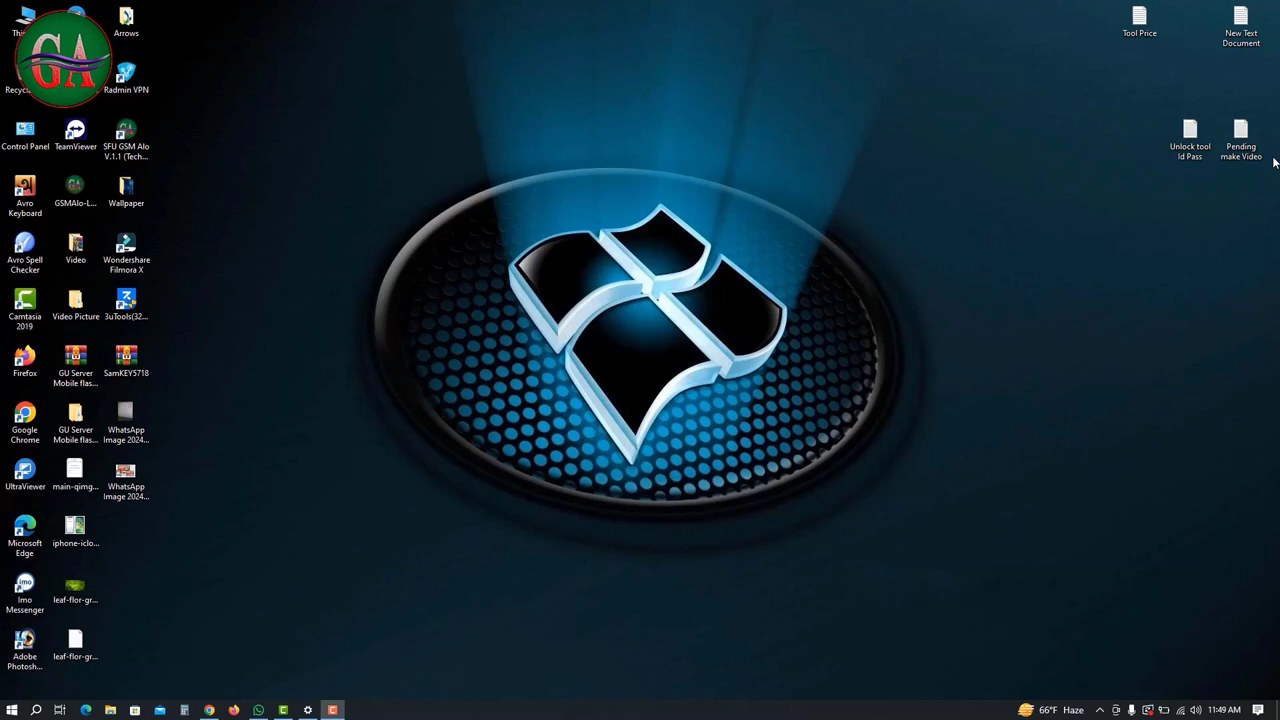 GA
Thi
Arrows
Recyc
Radmin VPN
Control Panel
TeamViewer
SFU GSM Alo
V.1.1 (Tech...
Avro
Keyboard
GSMAlo-L...
Wallpaper
Avro Spell
Checker
Video
Wondershare
Filmora X
Camtasia
2019
Video Picture
3uTools(32...
Firefox
GU Server
Mobile flas...
SamKEY5718
Google
Chrome
GU Server
Mobile flas...
WhatsApp
Image 2024...
UltraViewer
main-qimg...
WhatsApp
Image 2024...
Microsoft
Edge
iphone-iclo...
Imo
Messenger
leaf-flor-gr...
Adobe
Photosh...
leaf-flor-gr...
Tool Price
New Text
Document
Unlock tool
Id Pass
Pending
make Video
66°F Haze
11:49 AM